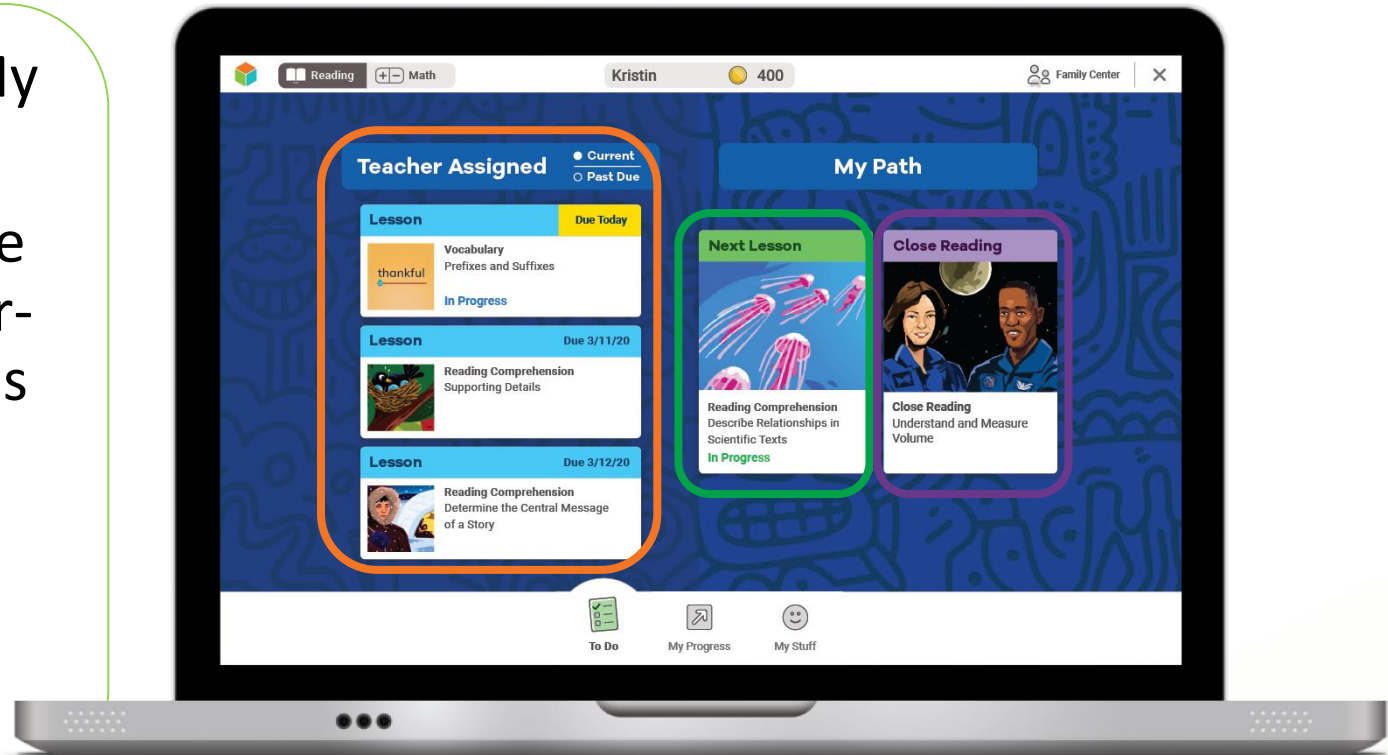 ly
e
r-
s
Reading
Math
Kristin
400
Family Center
Teacher Assigned
Current
Past Due
My Path
Lesson
Due Today
thankful
Vocabulary
Prefixes and Suffixes
In Progress
Lesson
Due 3/11/20
Reading Comprehension
Supporting Details
Lesson
Due 3/12/20
Reading Comprehension
Determine the Central Message
of a Story
Next Lesson
Reading Comprehension
Describe Relationships in
Scientific Texts
In Progress
Close Reading
Close Reading
Understand and Measure
Volume
To Do
My Progress
My Stuff